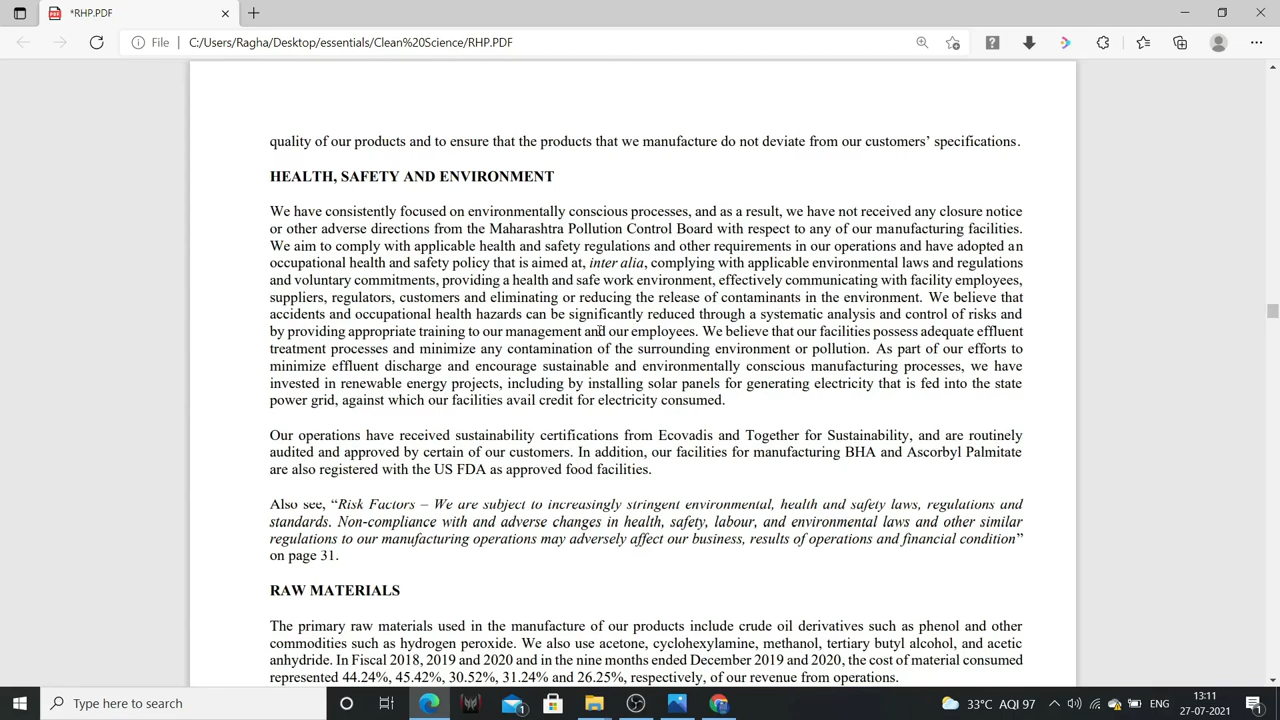 *RHP.PDF
File
C:/Users/Ragha/Desktop/essentials/Clean%20Science/RHP.PDF
quality of our products and to ensure that the products that we manufacture do not deviate from our customers’ specifications.
HEALTH, SAFETY AND ENVIRONMENT
We have consistently focused on environmentally conscious processes, and as a result, we have not received any closure notice
or other adverse directions from the Maharashtra Pollution Control Board with respect to any of our manufacturing facilities.
We aim to comply with applicable health and safety regulations and other requirements in our operations and have adopted an
occupational health and safety policy that is aimed at, inter alia, complying with applicable environmental laws and regulations
and voluntary commitments, providing a health and safe work environment, effectively communicating with facility employees,
suppliers, regulators, customers and eliminating or reducing the release of contaminants in the environment. We believe that
accidents and occupational health hazards can be significantly reduced through a systematic analysis and control of risks and
by providing appropriate training to our management and our employees. We believe that our facilities possess adequate effluent
treatment processes and minimize any contamination of the surrounding environment or pollution. As part of our efforts to
minimize effluent discharge and encourage sustainable and environmentally conscious manufacturing processes, we have
invested in renewable energy projects, including by installing solar panels for generating electricity that is fed into the state
power grid, against which our facilities avail credit for electricity consumed.
Our operations have received sustainability certifications from Ecovadis and Together for Sustainability, and are routinely
audited and approved by certain of our customers. In addition, our facilities for manufacturing BHA and Ascorbyl Palmitate
are also registered with the US FDA as approved food facilities.
Also see, “Risk Factors – We are subject to increasingly stringent environmental, health and safety laws, regulations and
standards. Non-compliance with and adverse changes in health, safety, labour, and environmental laws and other similar
regulations to our manufacturing operations may adversely affect our business, results of operations and financial condition”
on page 31.
RAW MATERIALS
The primary raw materials used in the manufacture of our products include crude oil derivatives such as phenol and other
commodities such as hydrogen peroxide. We also use acetone, cyclohexylamine, methanol, tertiary butyl alcohol, and acetic
anhydride. In Fiscal 2018, 2019 and 2020 and in the nine months ended December 2019 and 2020, the cost of material consumed
represented 44.24%, 45.42%, 30.52%, 31.24% and 26.25%, respectively, of our revenue from operations.
Type here to search
33°C AQI 97
13:11
27-07-2021